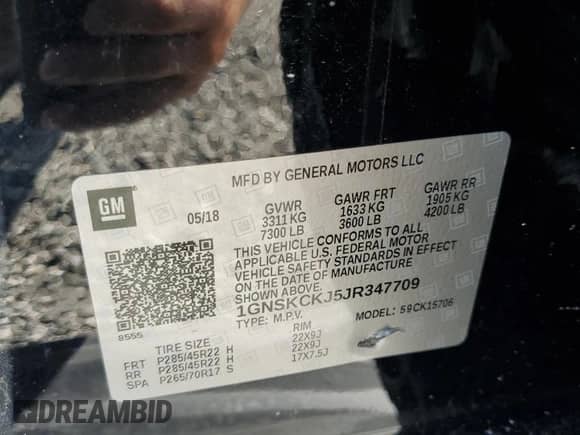 MFD BY GENERAL MOTORS LLC
GM
05/18
GVWR
3311 KG
7300 LB
GAWR FRT
1633 KG
3600 LB
GAWR RR
1905 KG
4200 LB
THIS VEHICLE CONFORMS TO ALL
APPLICABLE U.S. FEDERAL MOTOR
VEHICLE SAFETY STANDARDS IN EFFECT
ON THE DATE OF MANUFACTURE
SHOWN ABOVE.
1GNSKCKJ5JR347709
TYPE: M.P.V.
MODEL: 59CK15706
8555
TIRE SIZE RIM
FRT P285/45R22 H 22X9J
RR P285/45R22 H 22X9J
SPA P265/70R17 S 17X7.5J
DREAMBID